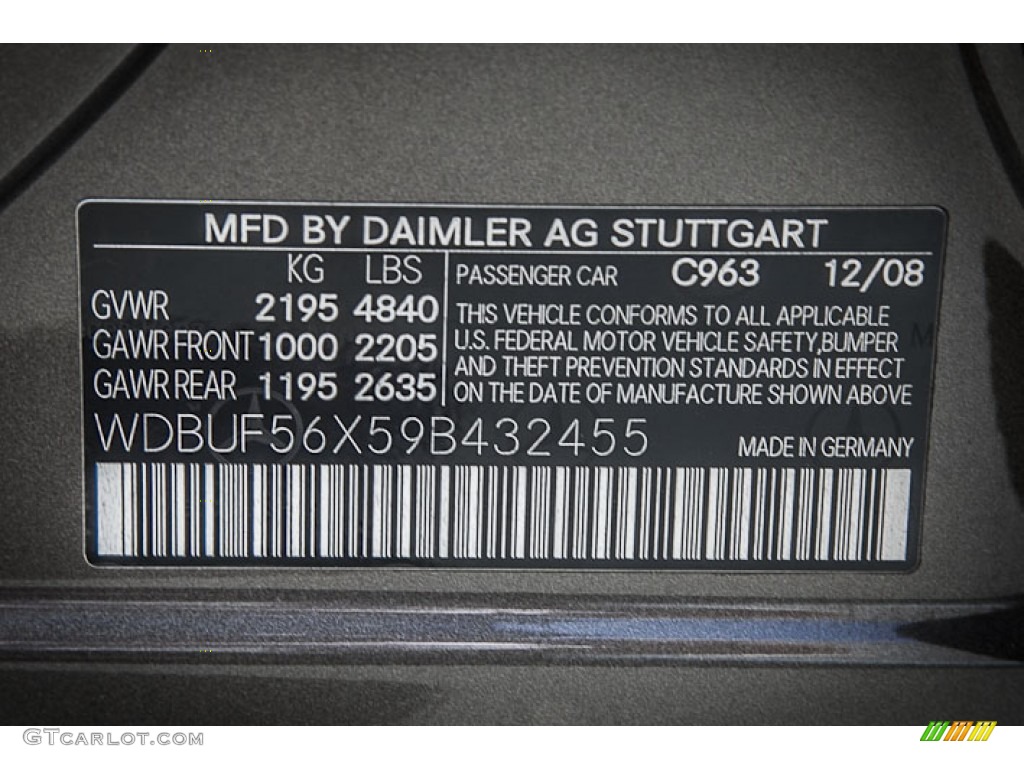 MFD BY DAIMLER AG STUTTGART
KG LBS
GVWR 2195 4840
GAWR FRONT 1000 2205
GAWR REAR 1195 2635
PASSENGER CAR C963 12/08
THIS VEHICLE CONFORMS TO ALL APPLICABLE
U.S. FEDERAL MOTOR VEHICLE SAFETY,BUMPER
AND THEFT PREVENTION STANDARDS IN EFFECT
ON THE DATE OF MANUFACTURE SHOWN ABOVE
WDBUF56X59B432455
MADE IN GERMANY
GTCARLOT.COM